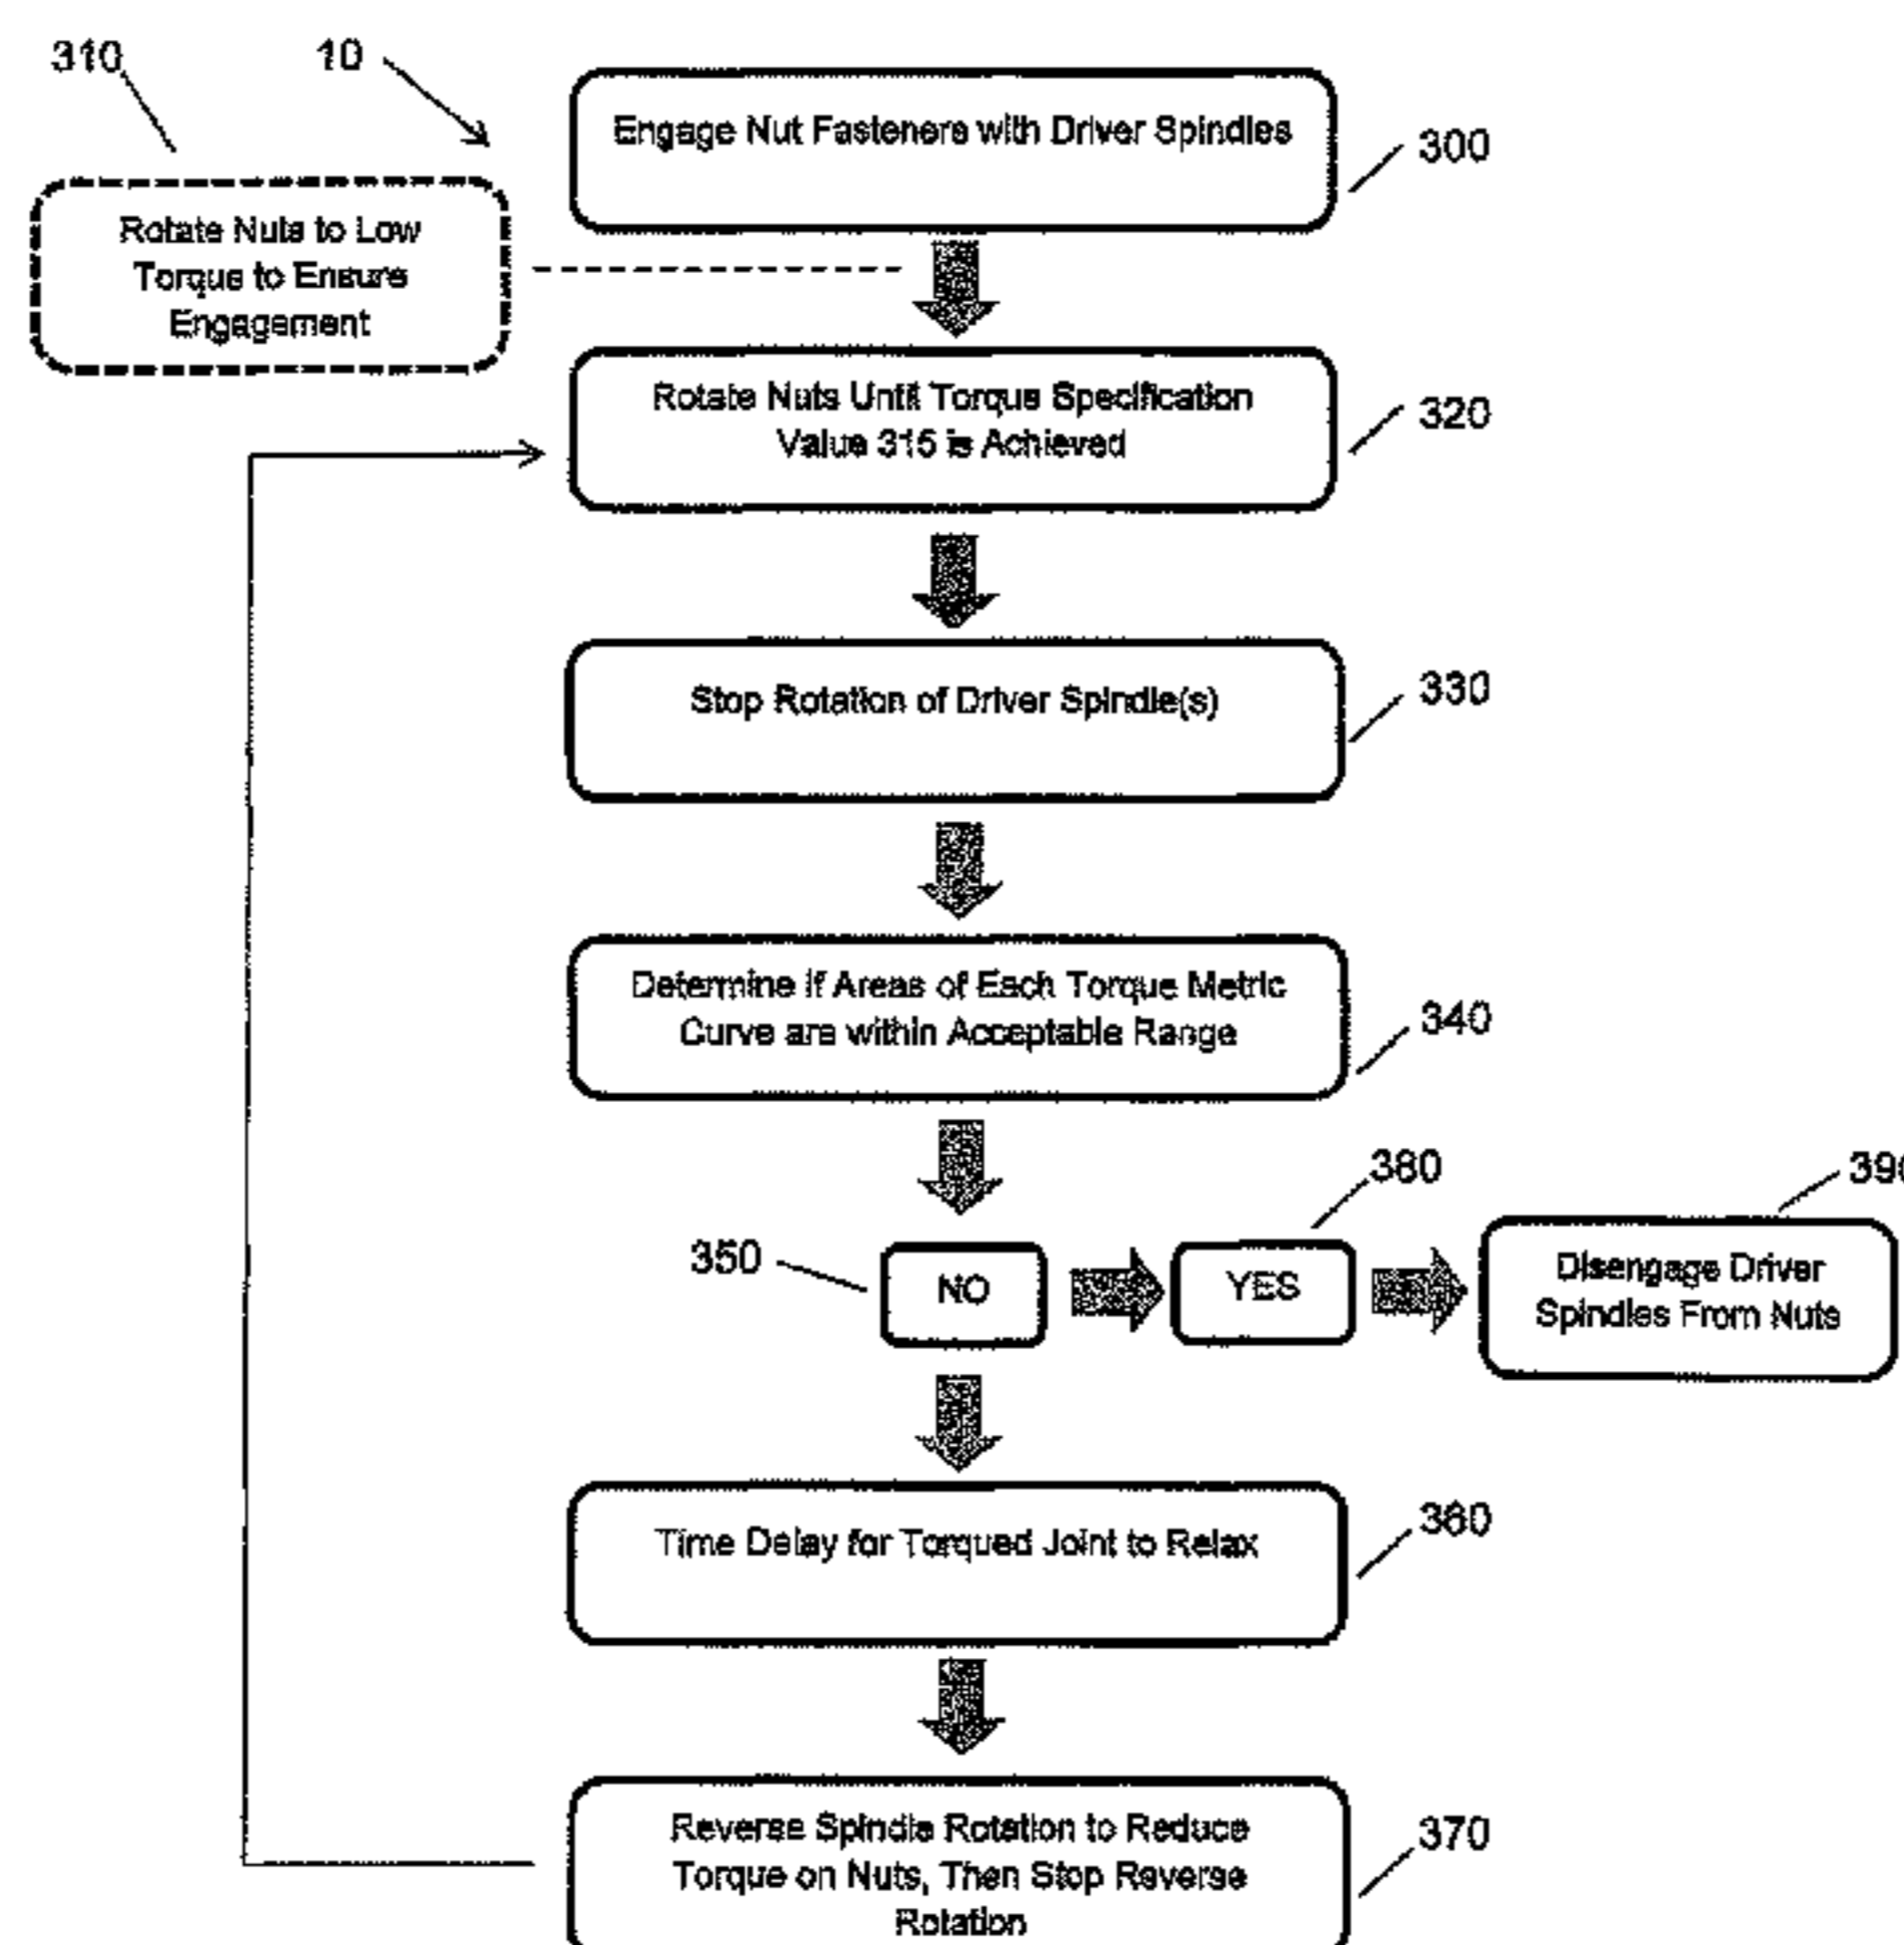 310
10
Engage Nut Fasteners with Driver Spindles
300
Rotate Nuts to Low
Torque to Ensure
Engagement
Rotate Nuts Until Torque Specification
Value 315 is Achieved
320
Stop Rotation of Driver Spindle(s)
330
Determine if Areas of Each Torque Metric
Curve are within Acceptable Range
340
350
NO
380
YES
390
Disengage Driver
Spindles From Nuts
Time Delay for Torqued Joint to Relax
360
Reverse Spindle Rotation to Reduce
Torque on Nuts, Then Stop Reverse
Rotation
370